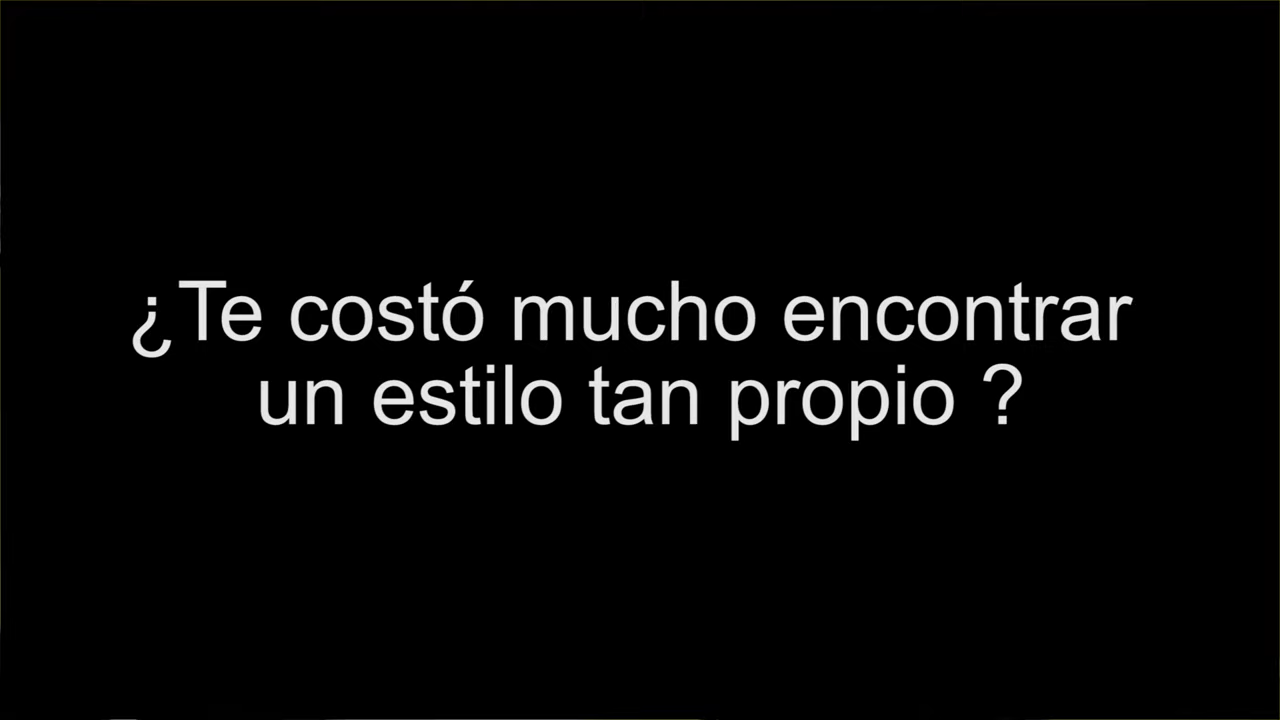 ¿Te costó mucho encontrar
un estilo tan propio ?